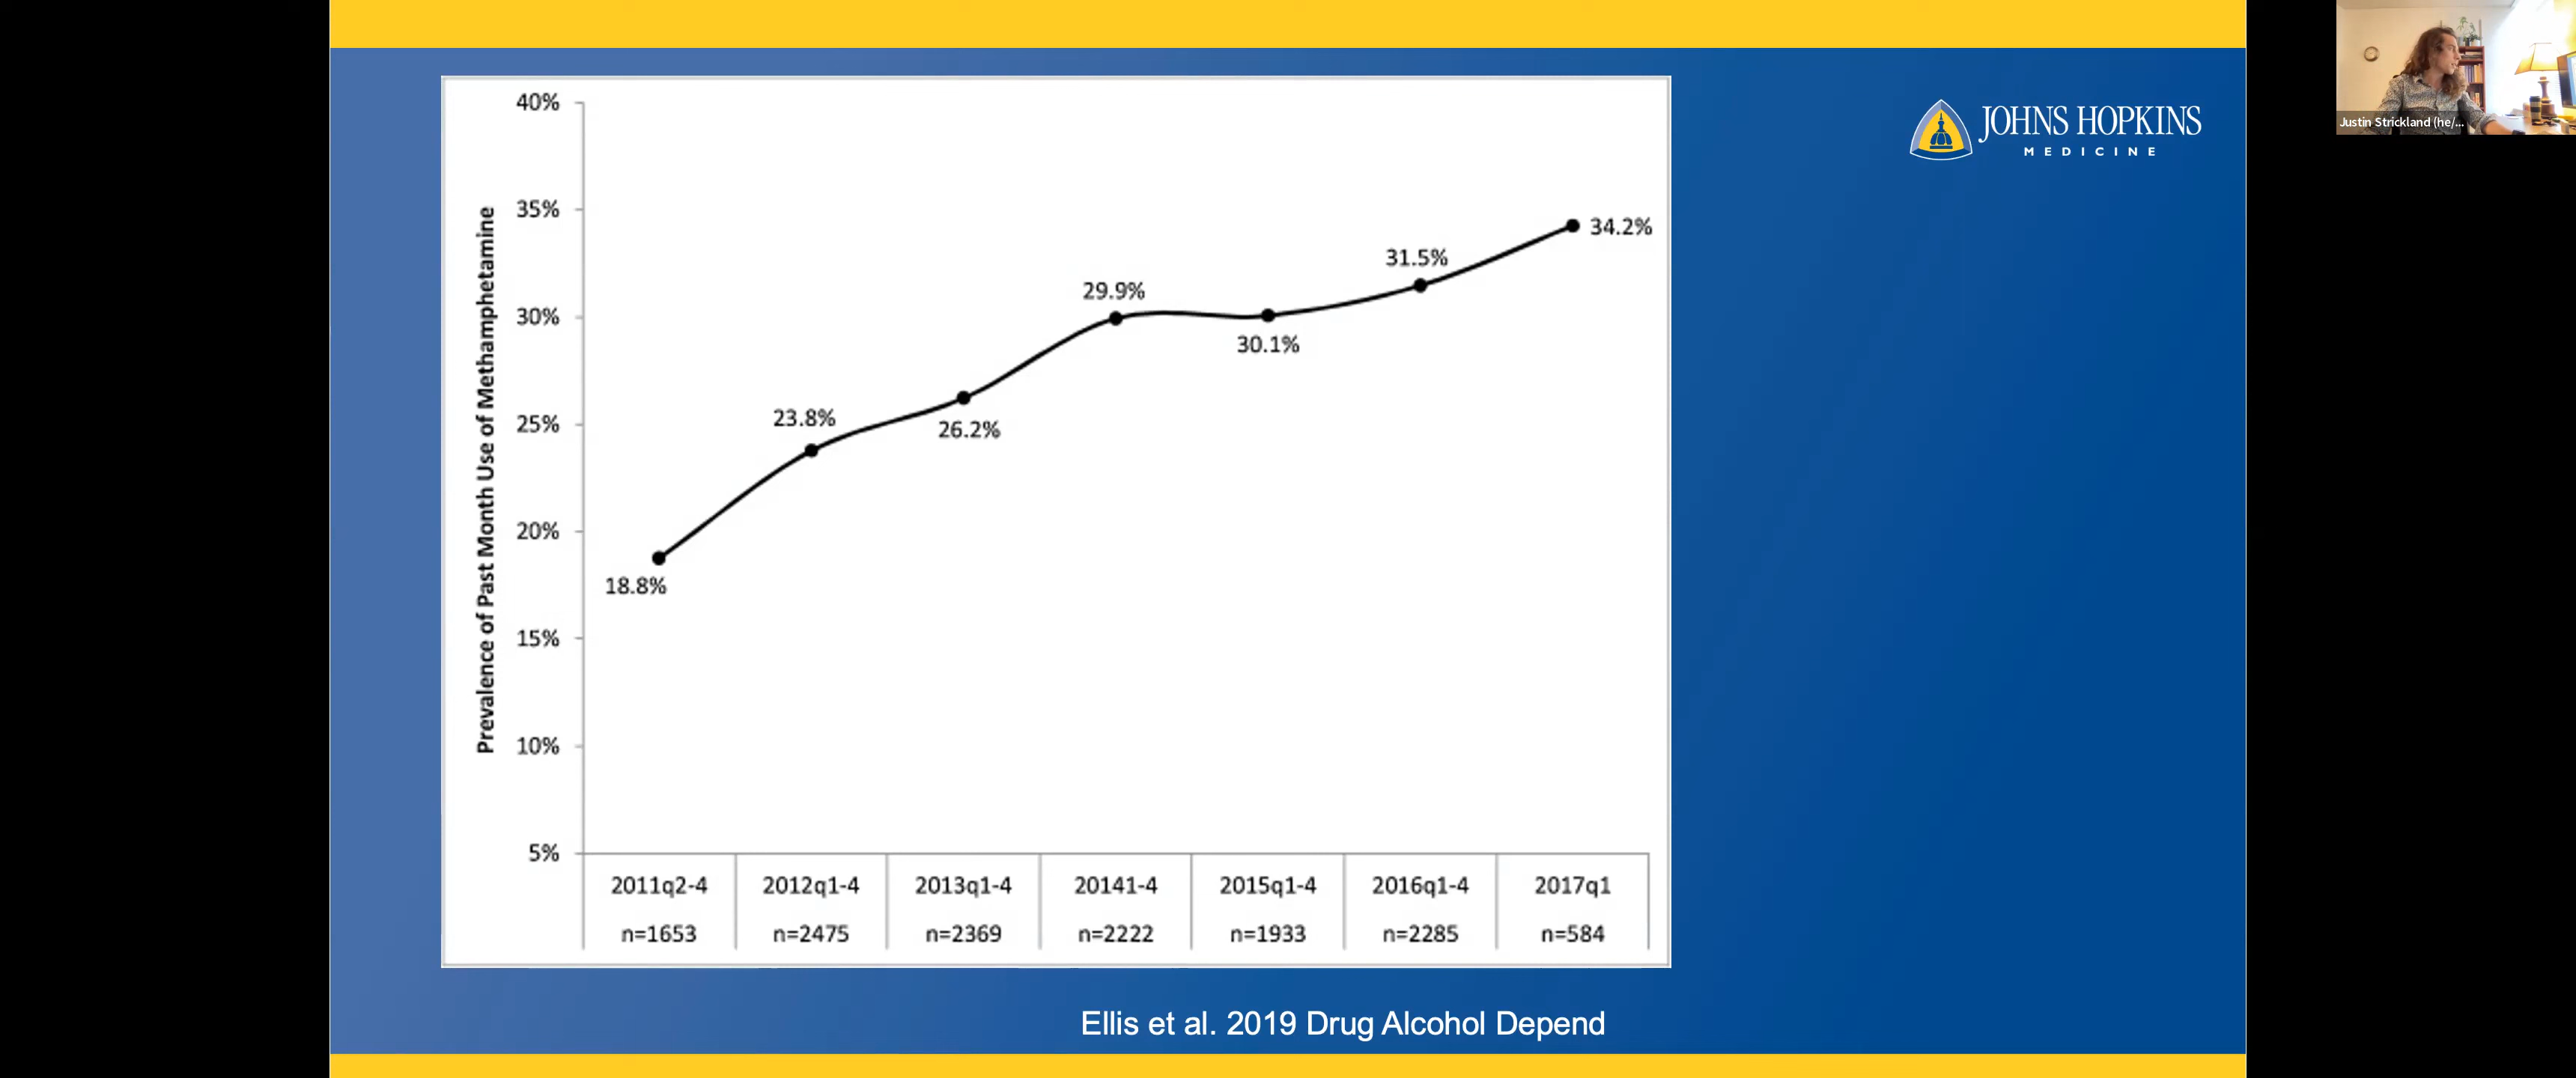 40%
35%
30%
25%
20%
15%
10%
5%
Prevalence of Past Month Use of Methamphetamine
18.8%
23.8%
26.2%
29.9%
30.1%
31.5%
34.2%
2011q2-4 2012q1-4 2013q1-4 20141-4 2015q1-4 2016q1-4 2017q1
n=1653 n=2475 n=2369 n=2222 n=1933 n=2285 n=584
Ellis et al. 2019 Drug Alcohol Depend
JOHNS HOPKINS
MEDICINE
Justin Strickland (he/...